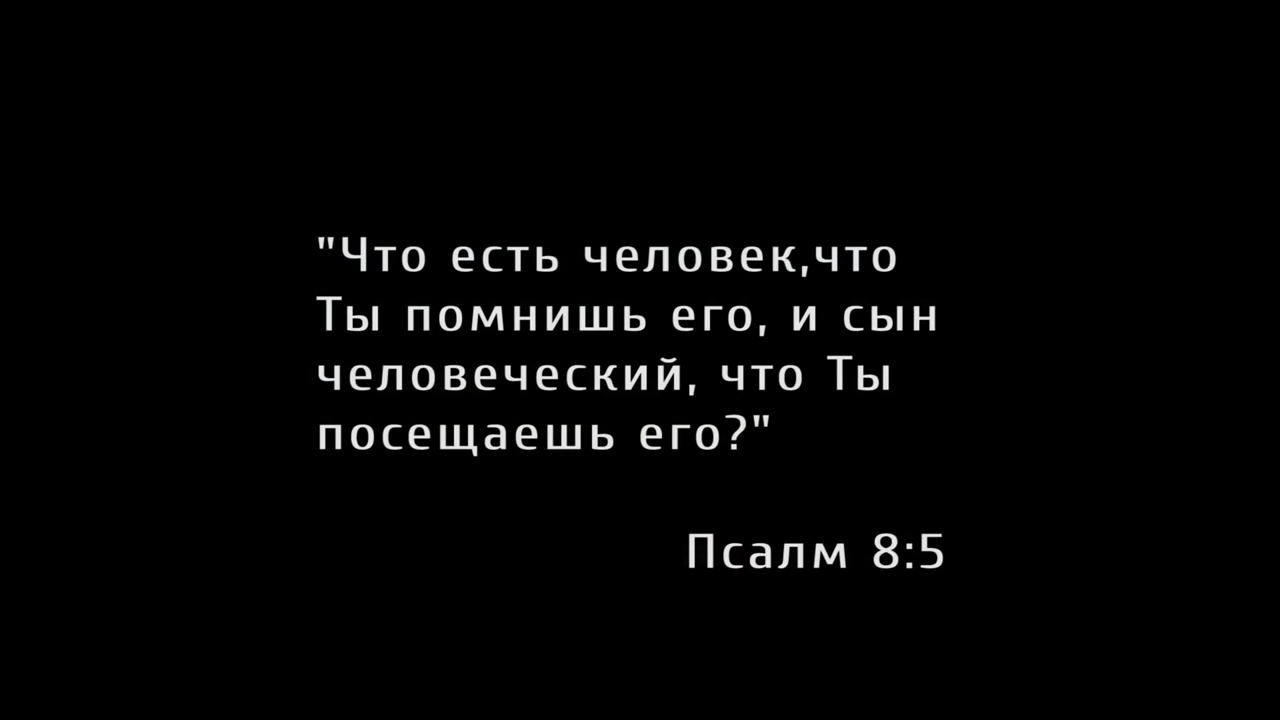 "Что есть человек,что
Ты помнишь его, и сын
человеческий, что Ты
посещаешь его?"
Псалм 8:5